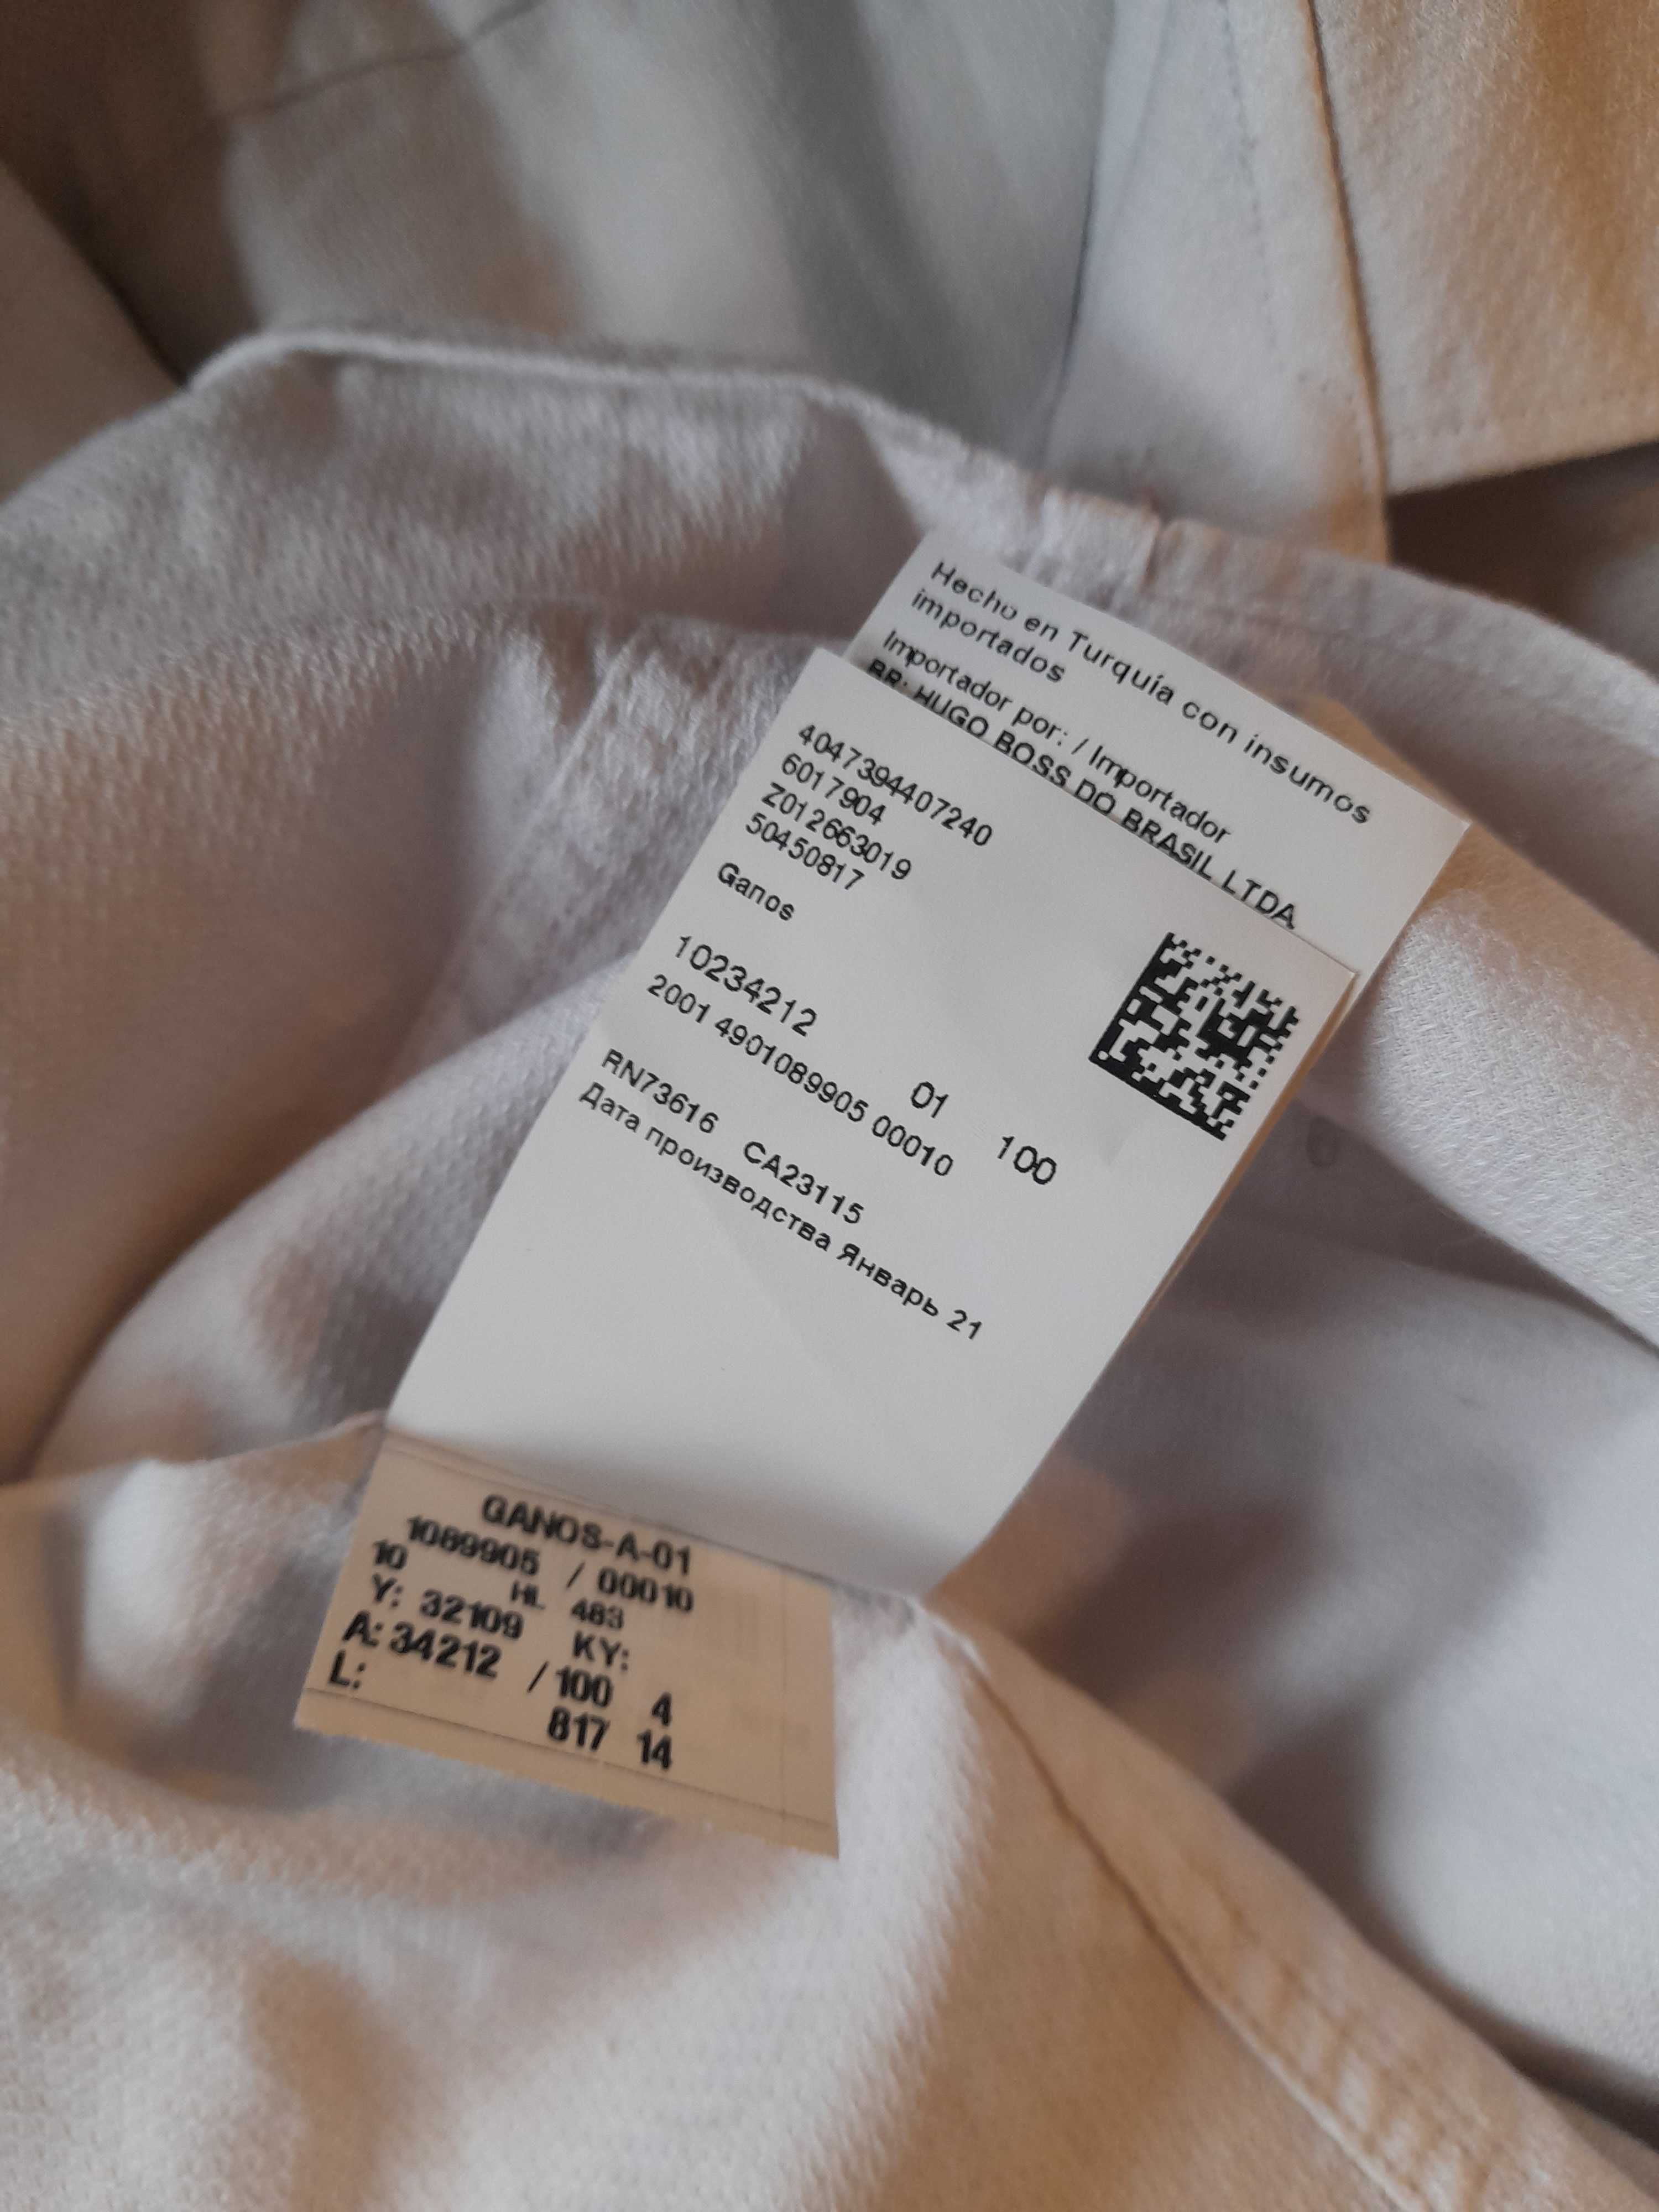 Hecho en Turquía con insumos
importados
Importador por: / Importador
BR: HUGO BOSS DO BRASIL LTDA
4047394407240
6017904
Z012663019
50450817
Ganos
10234212 01 100
2001 4901089905 00010
RN73616 CA23115
Дата производства Январь 21
GANOS-A-01
1089905 / 00010
10 HL 483
Y: 32109 KY:
A: 34212 / 100 4
L: 817 14